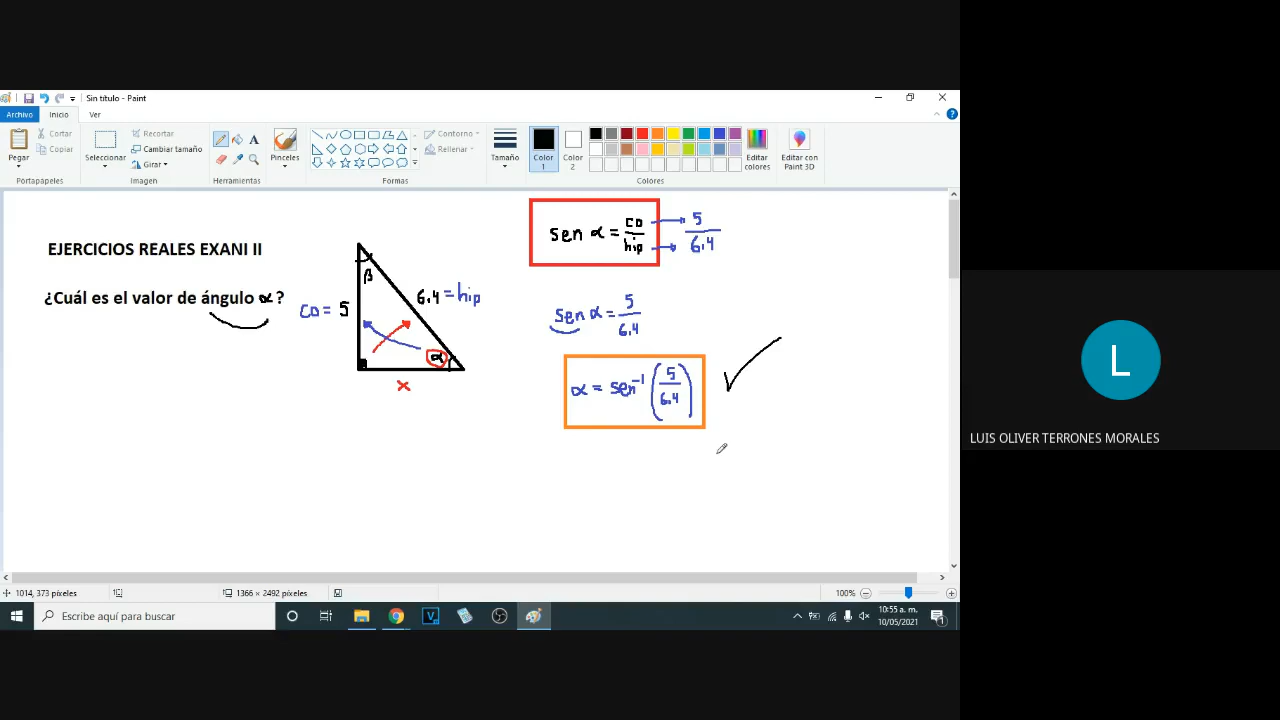 Sin título - Paint
Archivo Inicio Ver
Pegar
Cortar
Copiar
Portapapeles
Seleccionar
Recortar
Cambiar tamaño
Girar
Imagen
A
Herramientas
Pinceles
Contorno
Rellenar
Formas
Tamaño
Color
1
Color
2
Editar
colores
Editar con
Paint 3D
Colores
EJERCICIOS REALES EXANI II
¿Cuál es el valor de ángulo α ?
β
CO = 5
6.4 = hip
α
x
sen α = co/hip
5/6.4
sen α = 5/6.4
α = sen⁻¹ (5/6.4)
1014, 373 píxeles
1366 × 2492 píxeles
100%
Escribe aquí para buscar
V
10:55 a. m.
10/05/2021
1
L
LUIS OLIVER TERRONES MORALES